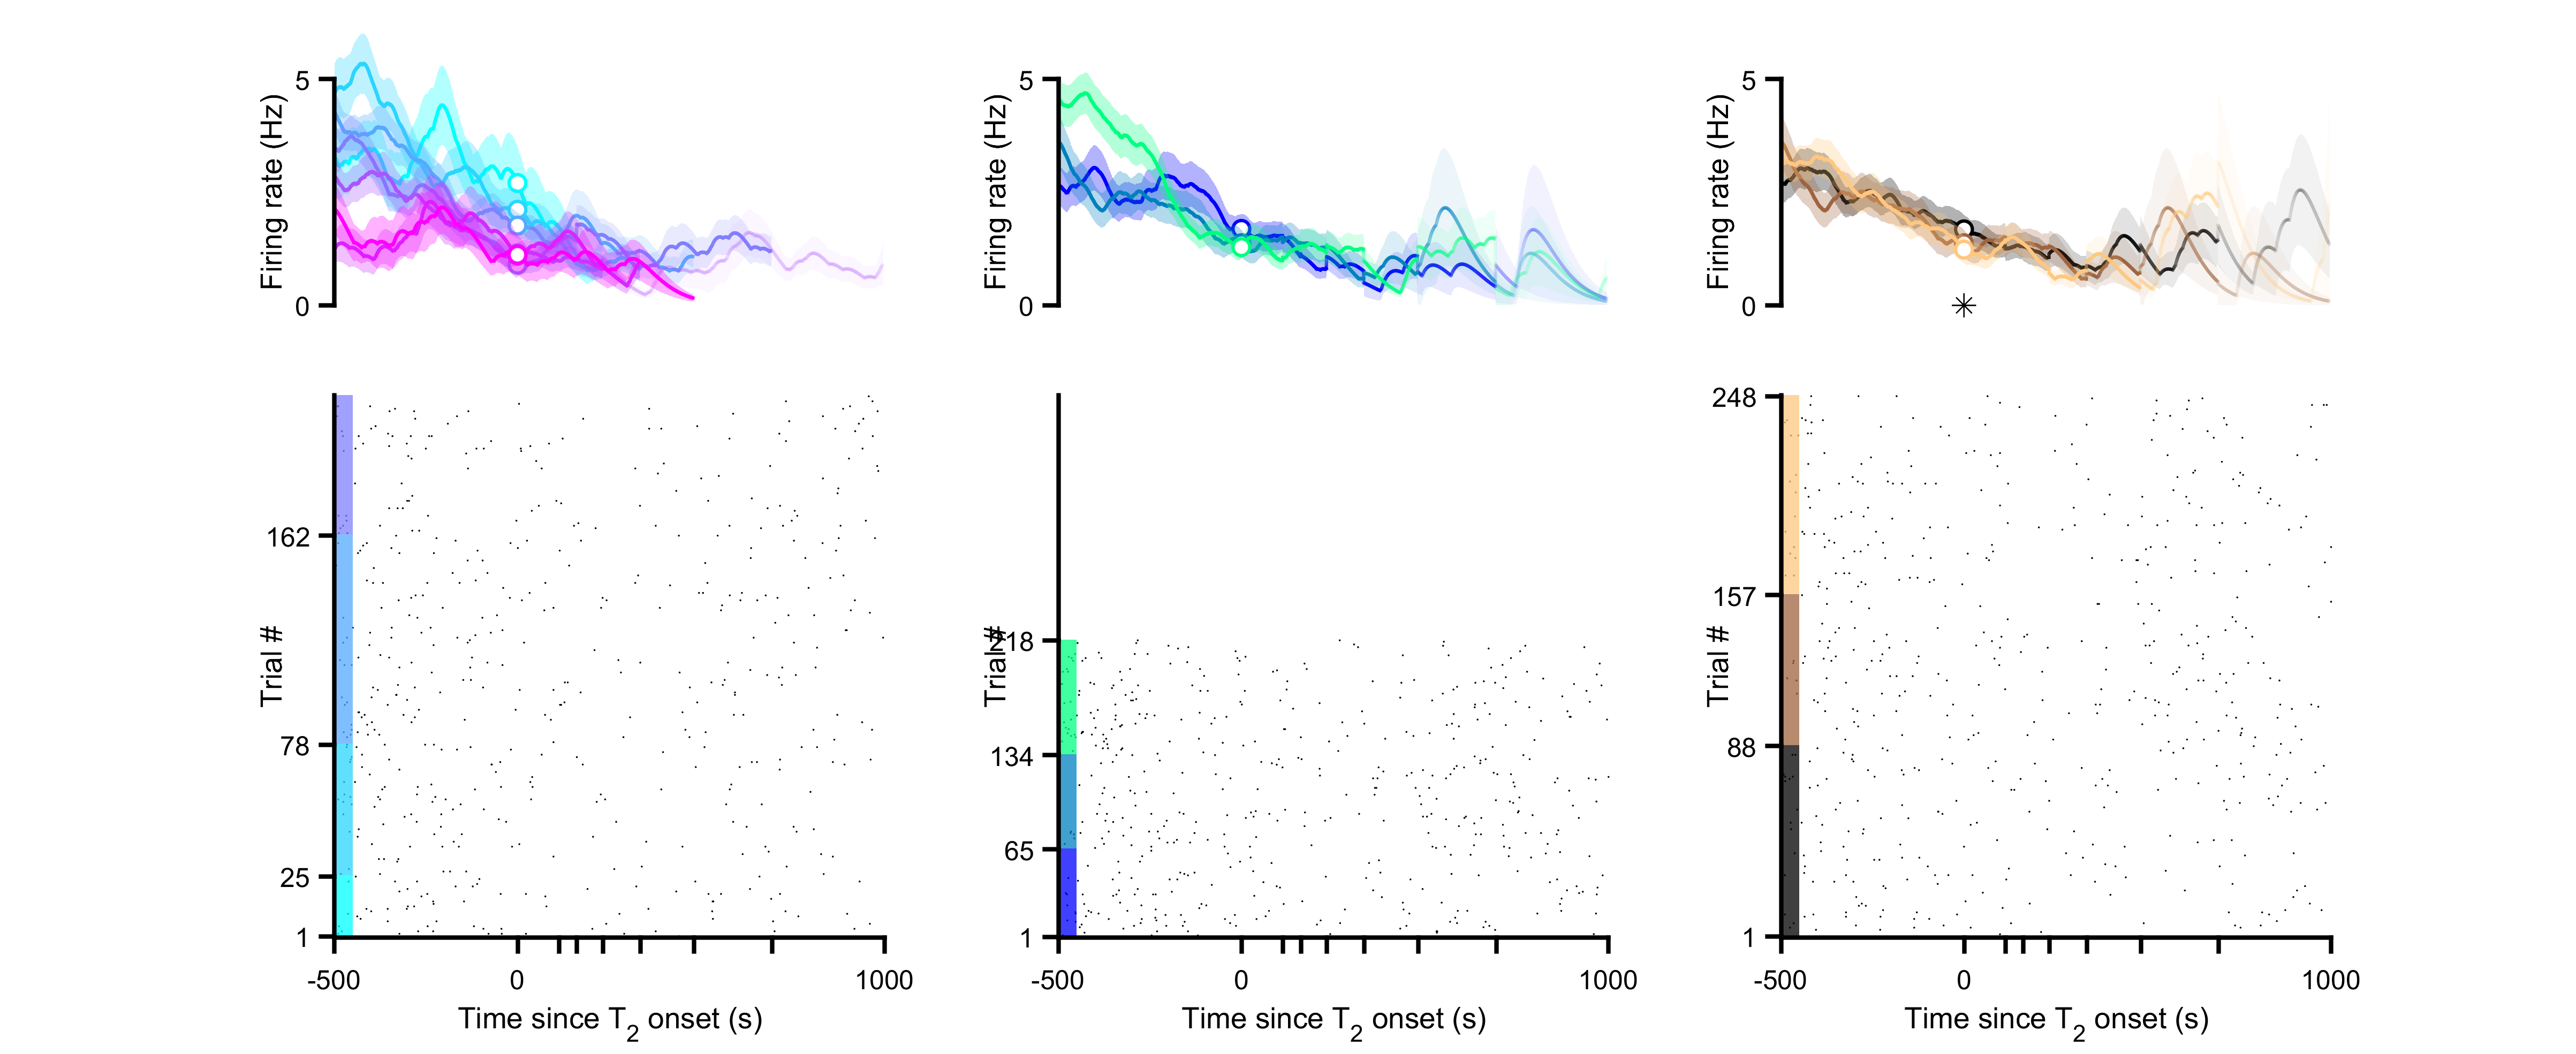 5
Firing rate (Hz)
0
5
Firing rate (Hz)
0
5
Firing rate (Hz)
0
162
78
25
1
Trial #
-500 0 1000
Time since T2 onset (s)
218
134
65
1
Trial #
-500 0 1000
Time since T2 onset (s)
248
157
88
1
Trial #
-500 0 1000
Time since T2 onset (s)